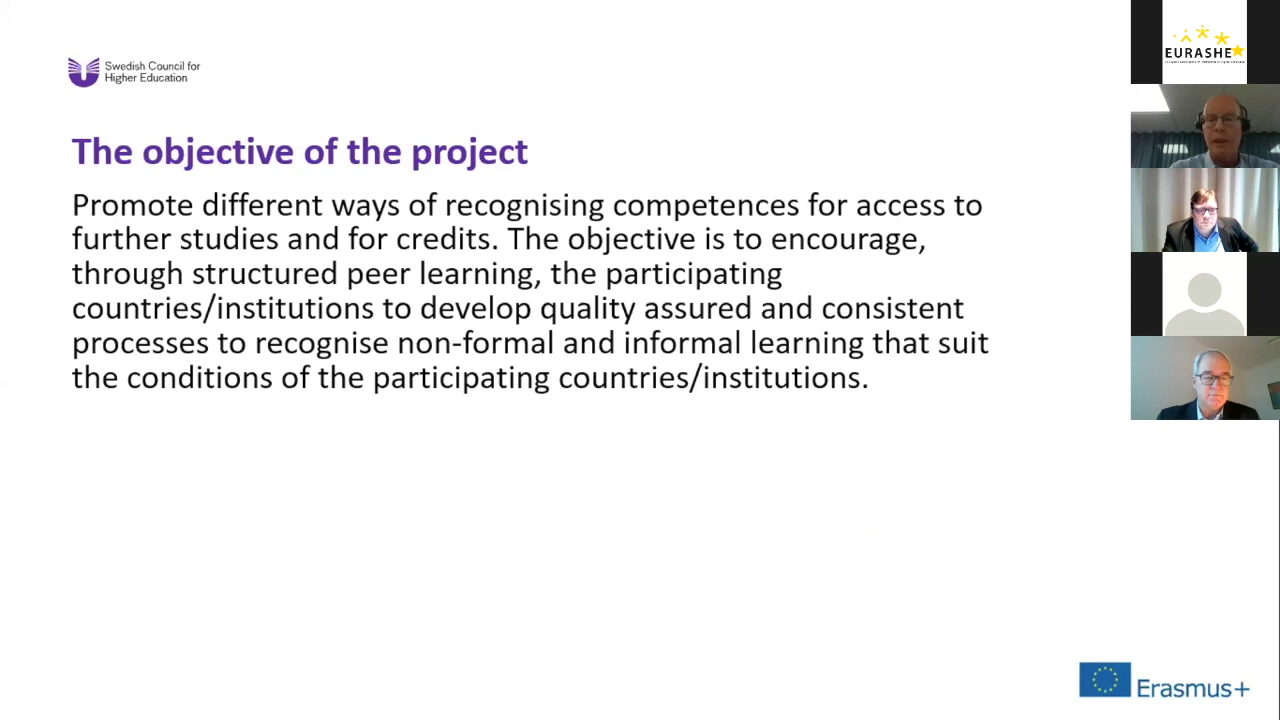 Swedish Council for
Higher Education
The objective of the project
Promote different ways of recognising competences for access to
further studies and for credits. The objective is to encourage,
through structured peer learning, the participating
countries/institutions to develop quality assured and consistent
processes to recognise non-formal and informal learning that suit
the conditions of the participating countries/institutions.
EURASHE
Erasmus+